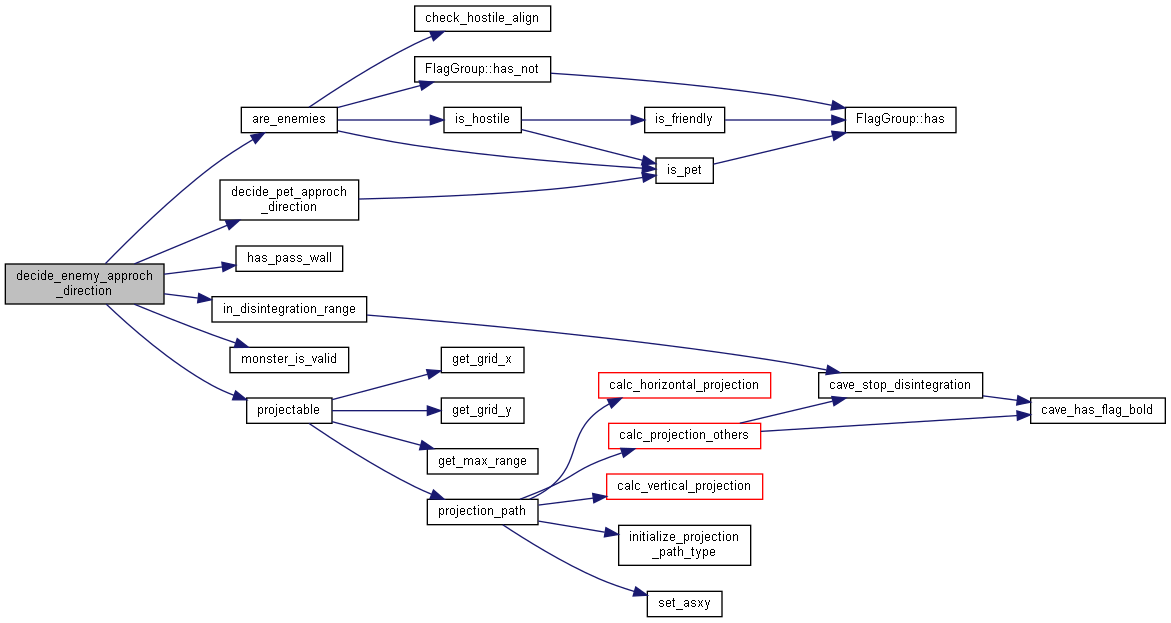 check_hostile_align
FlagGroup::has_not
are_enemies
is_hostile
is_friendly
FlagGroup::has
is_pet
decide_pet_approch
_direction
has_pass_wall
decide_enemy_approch
_direction
in_disintegration_range
monster_is_valid
get_grid_x
projectable
get_grid_y
get_max_range
projection_path
calc_horizontal_projection
cave_stop_disintegration
cave_has_flag_bold
calc_projection_others
calc_vertical_projection
initialize_projection
_path_type
set_asxy